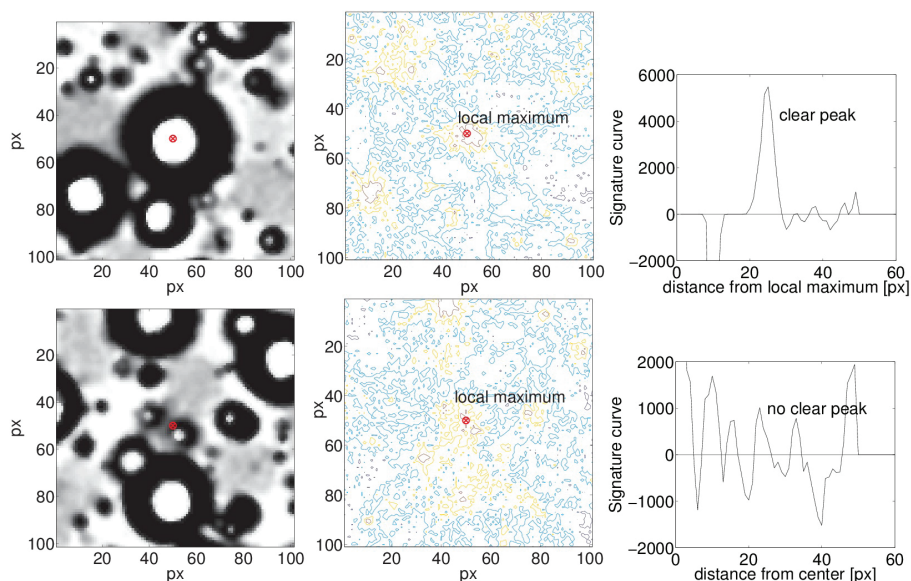 20
40
60
80
100
px
20 40 60 80 100
px
local maximum
20
40
60
80
100
px
20 40 60 80 100
px
clear peak
6000
4000
2000
0
−2000
Signature curve
0 20 40 60
distance from local maximum [px]
20
40
60
80
100
px
20 40 60 80 100
px
local maximum
20
40
60
80
100
px
20 40 60 80 100
px
no clear peak
2000
1000
0
−1000
−2000
Signature curve
0 20 40 60
distance from center [px]